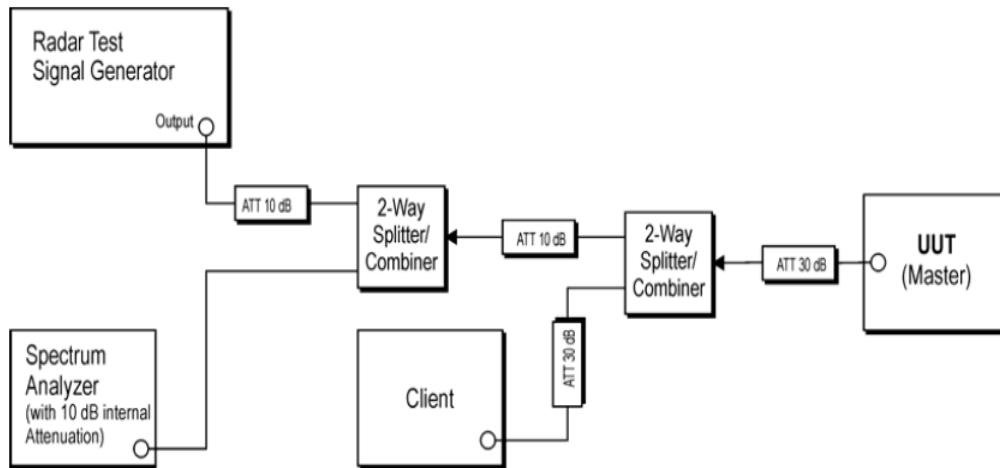 Radar Test
Signal Generator
Output
ATT 10 dB
2-Way
Splitter/
Combiner
ATT 10 dB
2-Way
Splitter/
Combiner
ATT 30 dB
UUT
(Master)
Spectrum
Analyzer
(with 10 dB internal
Attenuation)
Client
ATT 30 dB